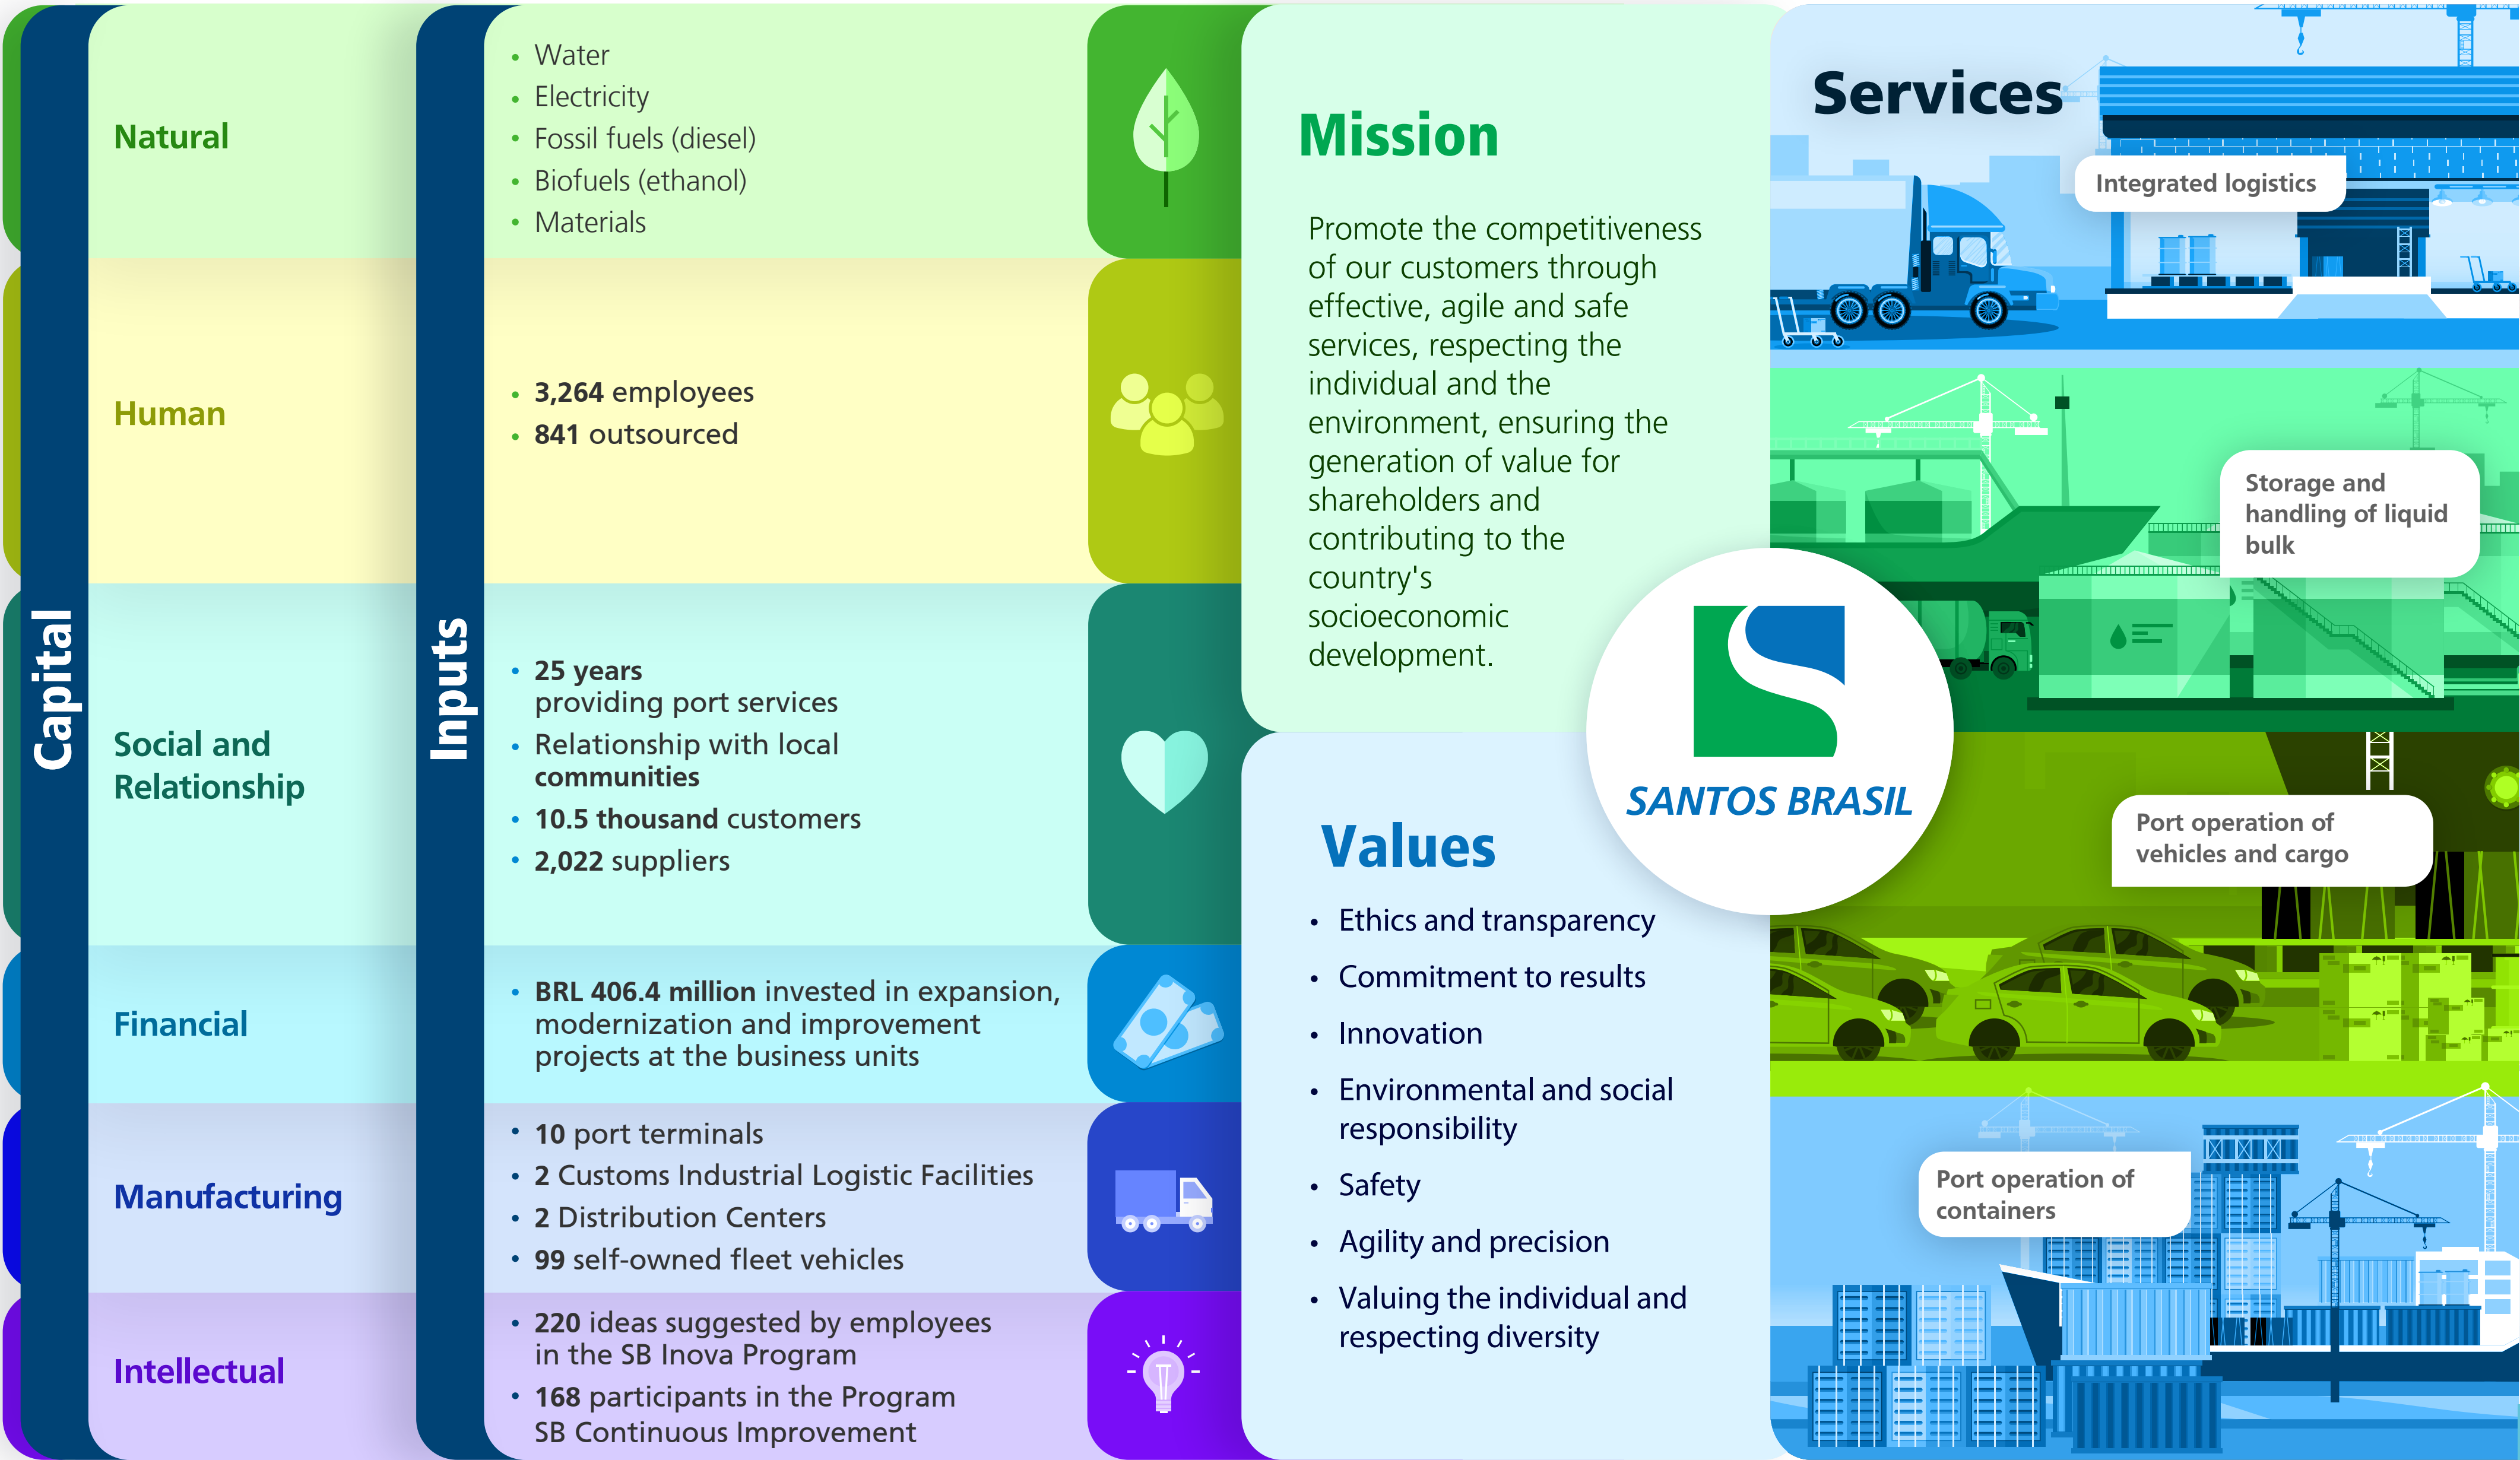 Capital
Natural
Human
Social and
Relationship
Financial
Manufacturing
Intellectual
Inputs
• Water
• Electricity
• Fossil fuels (diesel)
• Biofuels (ethanol)
• Materials
• 3,264 employees
• 841 outsourced
• 25 years
providing port services
• Relationship with local
communities
• 10.5 thousand customers
• 2,022 suppliers
• BRL 406.4 million invested in expansion,
modernization and improvement
projects at the business units
• 10 port terminals
• 2 Customs Industrial Logistic Facilities
• 2 Distribution Centers
• 99 self-owned fleet vehicles
• 220 ideas suggested by employees
in the SB Inova Program
• 168 participants in the Program
SB Continuous Improvement
Mission
Promote the competitiveness
of our customers through
effective, agile and safe
services, respecting the
individual and the
environment, ensuring the
generation of value for
shareholders and
contributing to the
country's
socioeconomic
development.
SANTOS BRASIL
Values
• Ethics and transparency
• Commitment to results
• Innovation
• Environmental and social
responsibility
• Safety
• Agility and precision
• Valuing the individual and
respecting diversity
Services
Integrated logistics
Storage and
handling of liquid
bulk
Port operation of
vehicles and cargo
Port operation of
containers